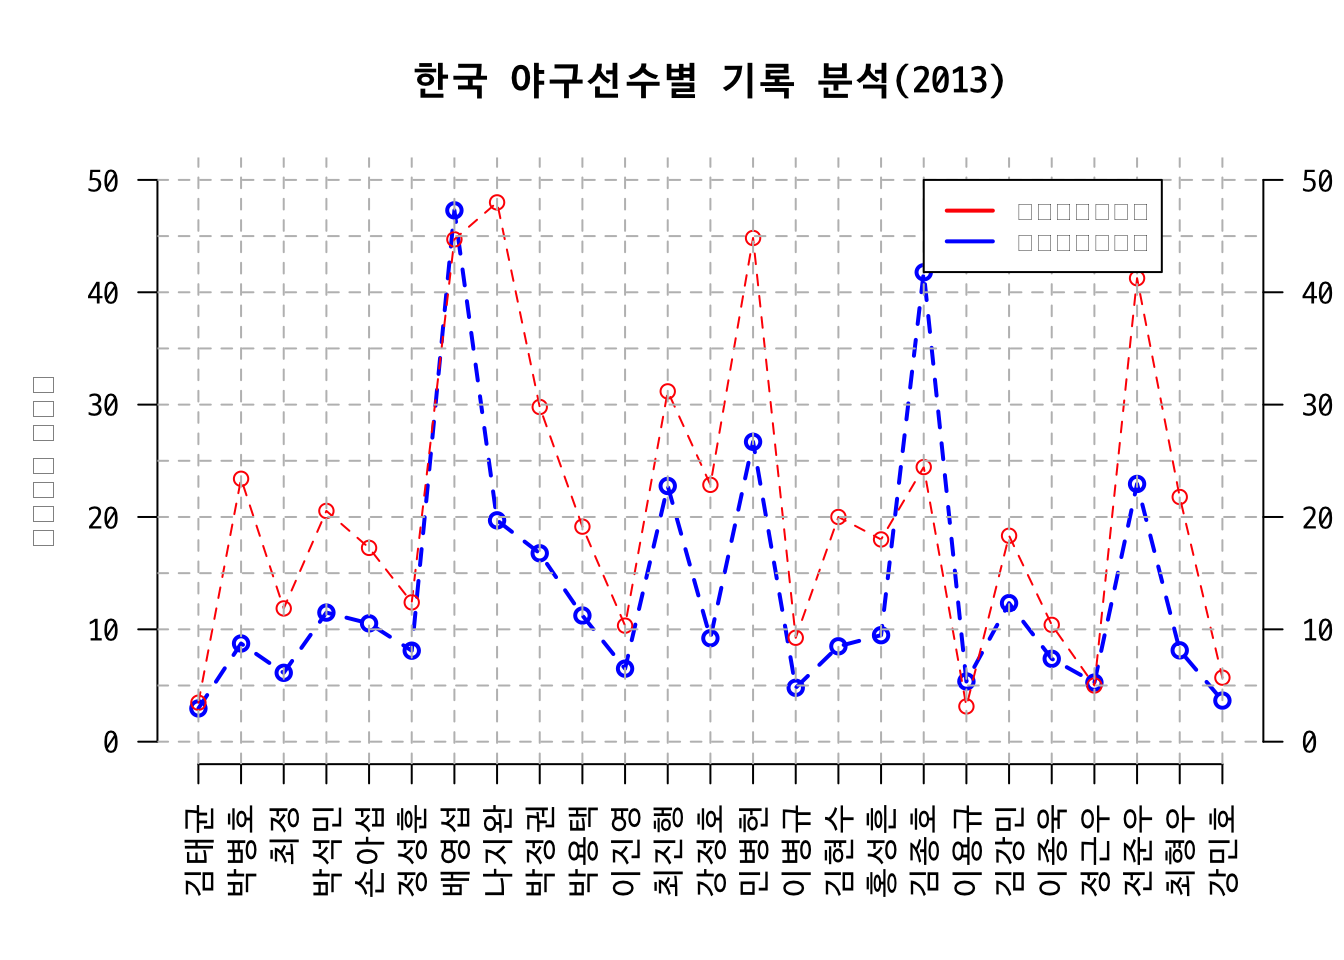 한국 야구선수별 기록 분석(2013)
50
40
30
20
10
0
50
40
30
20
10
0
김태균
박병호
최정
박석민
손아섭
정성훈
배영섭
나지완
박정권
박용택
이진영
최진행
강정호
민병헌
이병규
김현수
홍성흔
김종호
이용규
김강민
이종욱
정근우
전준우
최형우
강민호